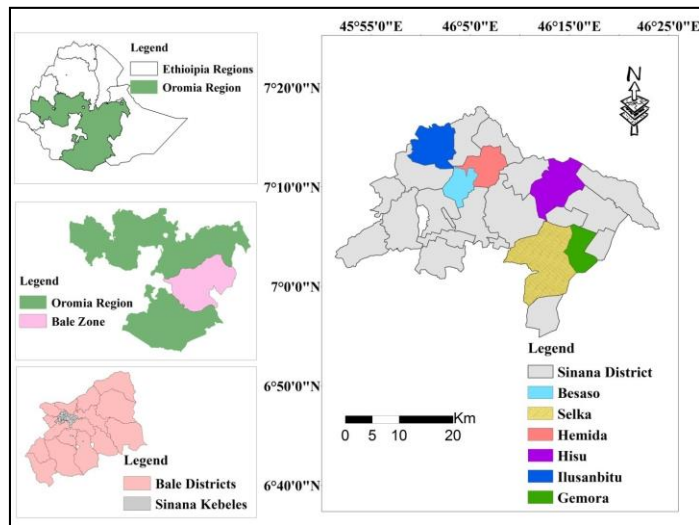 Legend
Ethioipia Regions
Oromia Region
Legend
Oromia Region
Bale Zone
Legend
Bale Districts
Sinana Kebeles
45°55'0"E 46°5'0"E 46°15'0"E 46°25'0"E
7°20'0"N
7°10'0"N
7°0'0"N
6°50'0"N
6°40'0"N
N
Km
0 5 10 20
Legend
Sinana District
Besaso
Selka
Hemida
Hisu
Ilusanbitu
Gemora